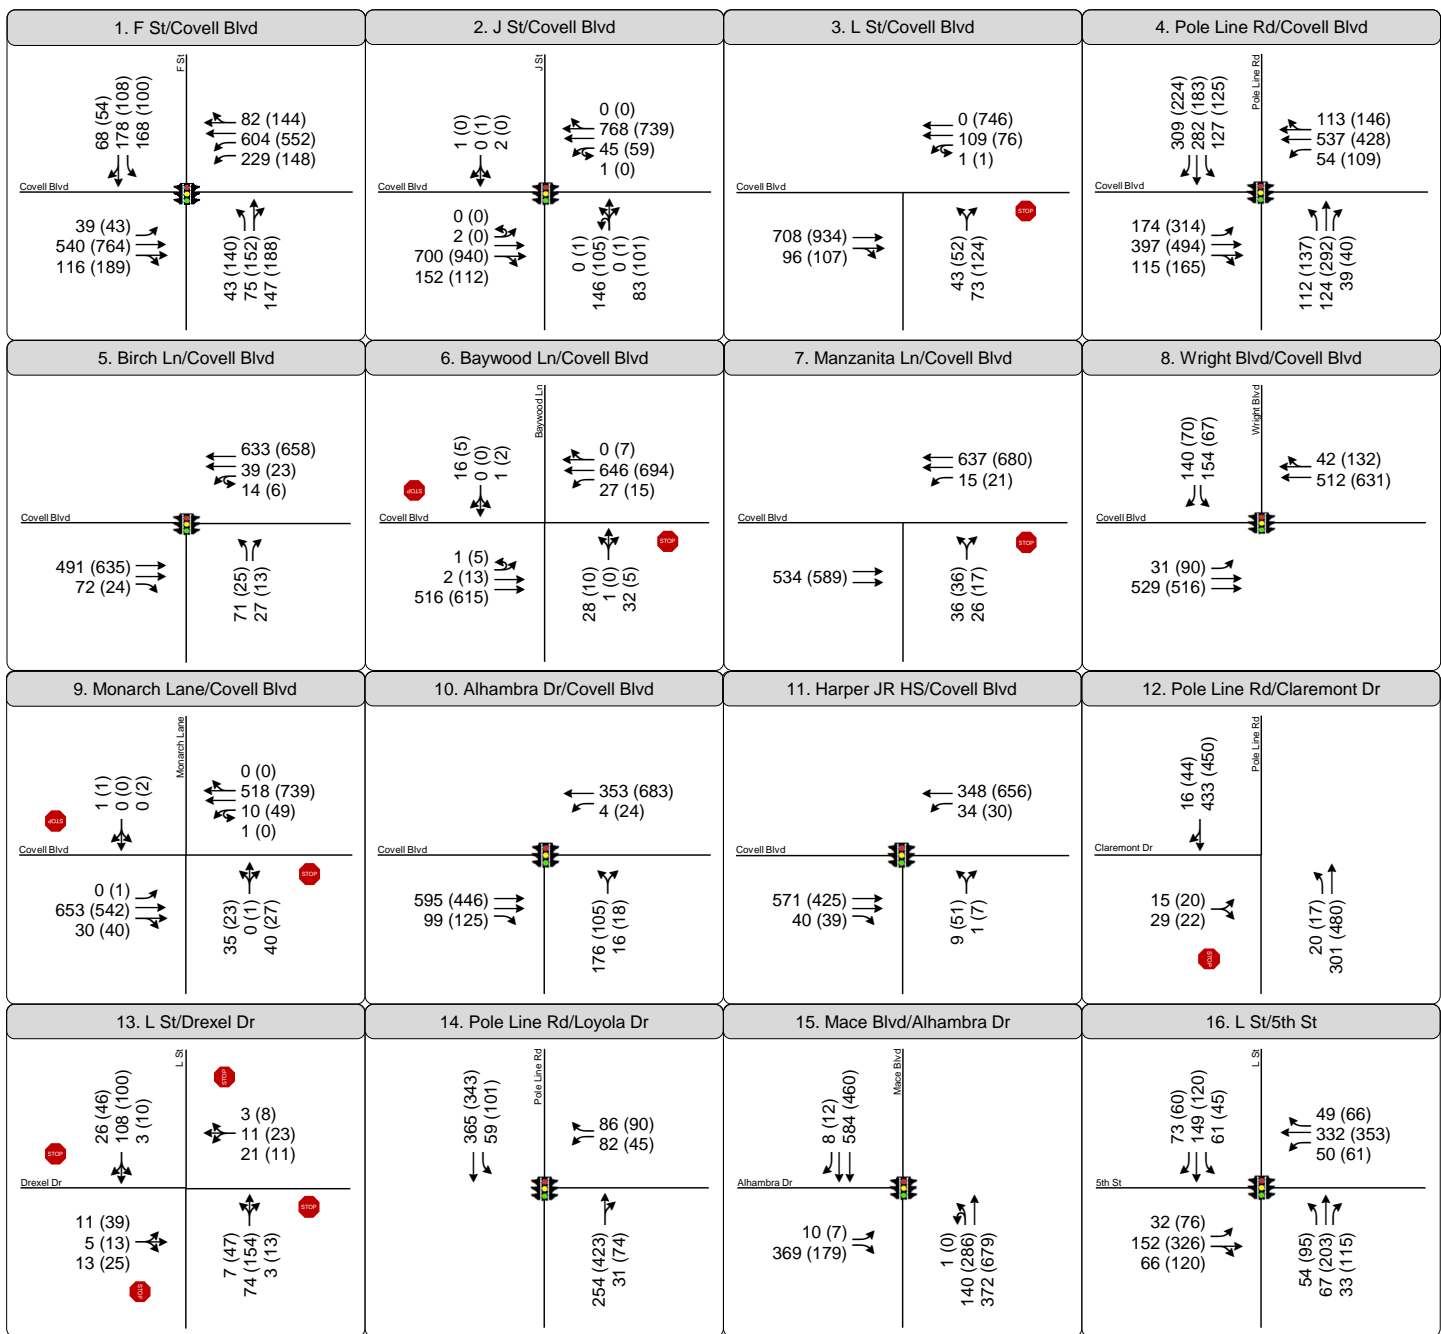 1. F St/Covell Blvd
F St
68 (54)
178 (108)
168 (100)
82 (144)
604 (552)
229 (148)
Covell Blvd
39 (43)
540 (764)
116 (189)
43 (140)
75 (152)
147 (188)
2. J St/Covell Blvd
J St
1 (0)
0 (1)
2 (0)
0 (0)
768 (739)
45 (59)
1 (0)
Covell Blvd
0 (0)
2 (0)
700 (940)
152 (112)
0 (1)
146 (105)
0 (1)
83 (101)
3. L St/Covell Blvd
0 (746)
109 (76)
1 (1)
Covell Blvd
STOP
708 (934)
96 (107)
43 (52)
73 (124)
4. Pole Line Rd/Covell Blvd
Pole Line Rd
309 (224)
282 (183)
127 (125)
113 (146)
537 (428)
54 (109)
Covell Blvd
174 (314)
397 (494)
115 (165)
112 (137)
124 (292)
39 (40)
5. Birch Ln/Covell Blvd
633 (658)
39 (23)
14 (6)
Covell Blvd
491 (635)
72 (24)
71 (25)
27 (13)
6. Baywood Ln/Covell Blvd
Baywood Ln
16 (5)
0 (0)
1 (2)
STOP
0 (7)
646 (694)
27 (15)
Covell Blvd
STOP
1 (5)
2 (13)
516 (615)
28 (10)
1 (0)
32 (5)
7. Manzanita Ln/Covell Blvd
637 (680)
15 (21)
Covell Blvd
STOP
534 (589)
36 (36)
26 (17)
8. Wright Blvd/Covell Blvd
Wright Blvd
140 (70)
154 (67)
42 (132)
512 (631)
Covell Blvd
31 (90)
529 (516)
9. Monarch Lane/Covell Blvd
Monarch Lane
1 (1)
0 (0)
0 (2)
STOP
0 (0)
518 (739)
10 (49)
1 (0)
Covell Blvd
STOP
0 (1)
653 (542)
30 (40)
35 (23)
0 (1)
40 (27)
10. Alhambra Dr/Covell Blvd
353 (683)
4 (24)
Covell Blvd
595 (446)
99 (125)
176 (105)
16 (18)
11. Harper JR HS/Covell Blvd
348 (656)
34 (30)
Covell Blvd
571 (425)
40 (39)
9 (51)
1 (7)
12. Pole Line Rd/Claremont Dr
Pole Line Rd
16 (44)
433 (450)
Claremont Dr
15 (20)
29 (22)
STOP
20 (17)
301 (480)
13. L St/Drexel Dr
L St
26 (46)
108 (100)
3 (10)
STOP
STOP
3 (8)
11 (23)
21 (11)
Drexel Dr
STOP
11 (39)
5 (13)
13 (25)
STOP
7 (47)
74 (154)
3 (13)
14. Pole Line Rd/Loyola Dr
Pole Line Rd
365 (343)
59 (101)
86 (90)
82 (45)
254 (423)
31 (74)
15. Mace Blvd/Alhambra Dr
Mace Blvd
8 (12)
584 (460)
Alhambra Dr
10 (7)
369 (179)
1 (0)
140 (286)
372 (679)
16. L St/5th St
L St
73 (60)
149 (120)
61 (45)
49 (66)
332 (353)
50 (61)
5th St
32 (76)
152 (326)
66 (120)
54 (95)
67 (203)
33 (115)